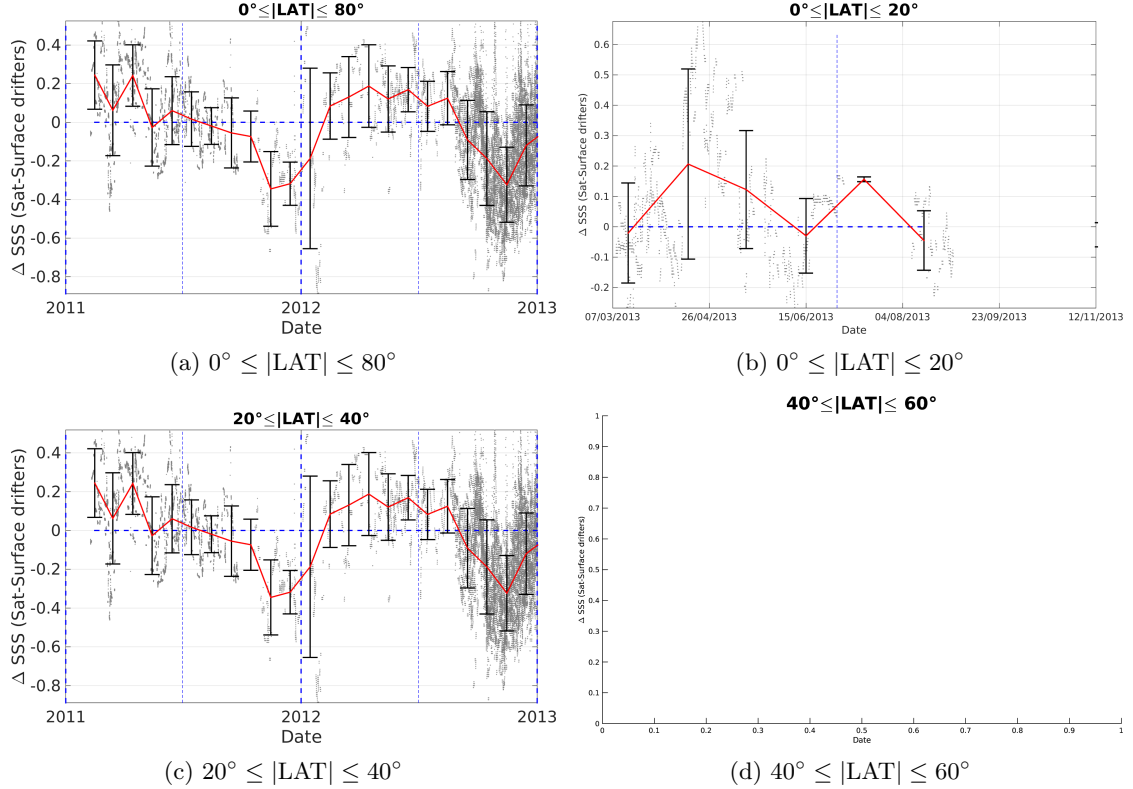 0°≤|LAT|≤ 80°
Δ SSS (Sat-Surface drifters)
0.4
0.2
0
-0.2
-0.4
-0.6
-0.8
2011 2012 2013
Date
(a) 0° ≤ |LAT| ≤ 80°
0°≤|LAT|≤ 20°
Δ SSS (Sat-Surface drifters)
0.6
0.5
0.4
0.3
0.2
0.1
0
-0.1
-0.2
07/03/2013 26/04/2013 15/06/2013 04/08/2013 23/09/2013 12/11/2013
Date
(b) 0° ≤ |LAT| ≤ 20°
20°≤|LAT|≤ 40°
Δ SSS (Sat-Surface drifters)
0.4
0.2
0
-0.2
-0.4
-0.6
-0.8
2011 2012 2013
Date
(c) 20° ≤ |LAT| ≤ 40°
40°≤|LAT|≤ 60°
Δ SSS (Sat-Surface drifters)
1
0.9
0.8
0.7
0.6
0.5
0.4
0.3
0.2
0.1
0
0 0.1 0.2 0.3 0.4 0.5 0.6 0.7 0.8 0.9 1
Date
(d) 40° ≤ |LAT| ≤ 60°